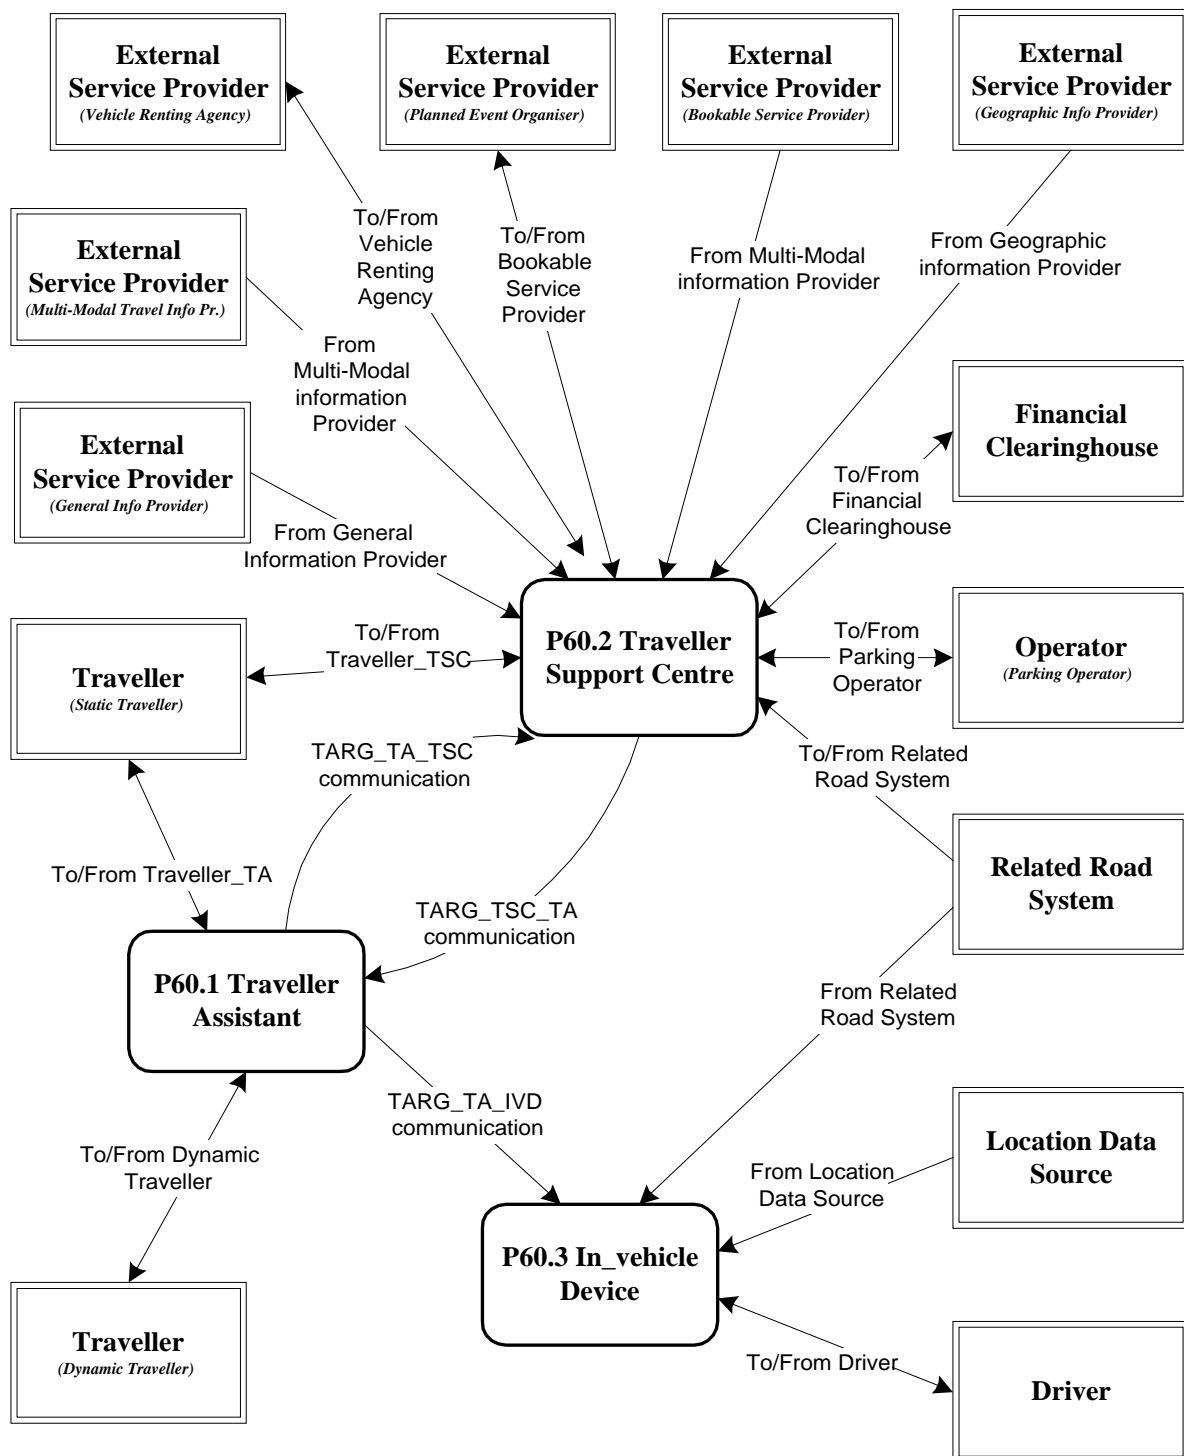 External
Service Provider
(Vehicle Renting Agency)
External
Service Provider
(Planned Event Organiser)
External
Service Provider
(Bookable Service Provider)
External
Service Provider
(Geographic Info Provider)
External
Service Provider
(Multi-Modal Travel Info Pr.)
To/From
Vehicle
Renting
Agency
To/From
Bookable
Service
Provider
From Multi-Modal
information Provider
From Geographic
information Provider
From
Multi-Modal
information
Provider
External
Service Provider
(General Info Provider)
Financial
Clearinghouse
To/From
Financial
Clearinghouse
From General
Information Provider
To/From
Traveller_TSC
P60.2 Traveller
Support Centre
To/From
Parking
Operator
Operator
(Parking Operator)
Traveller
(Static Traveller)
TARG_TA_TSC
communication
To/From Related
Road System
To/From Traveller_TA
TARG_TSC_TA
communication
Related Road
System
P60.1 Traveller
Assistant
From Related
Road System
TARG_TA_IVD
communication
To/From Dynamic
Traveller
From Location
Data Source
Location Data
Source
P60.3 In_vehicle
Device
Traveller
(Dynamic Traveller)
To/From Driver
Driver